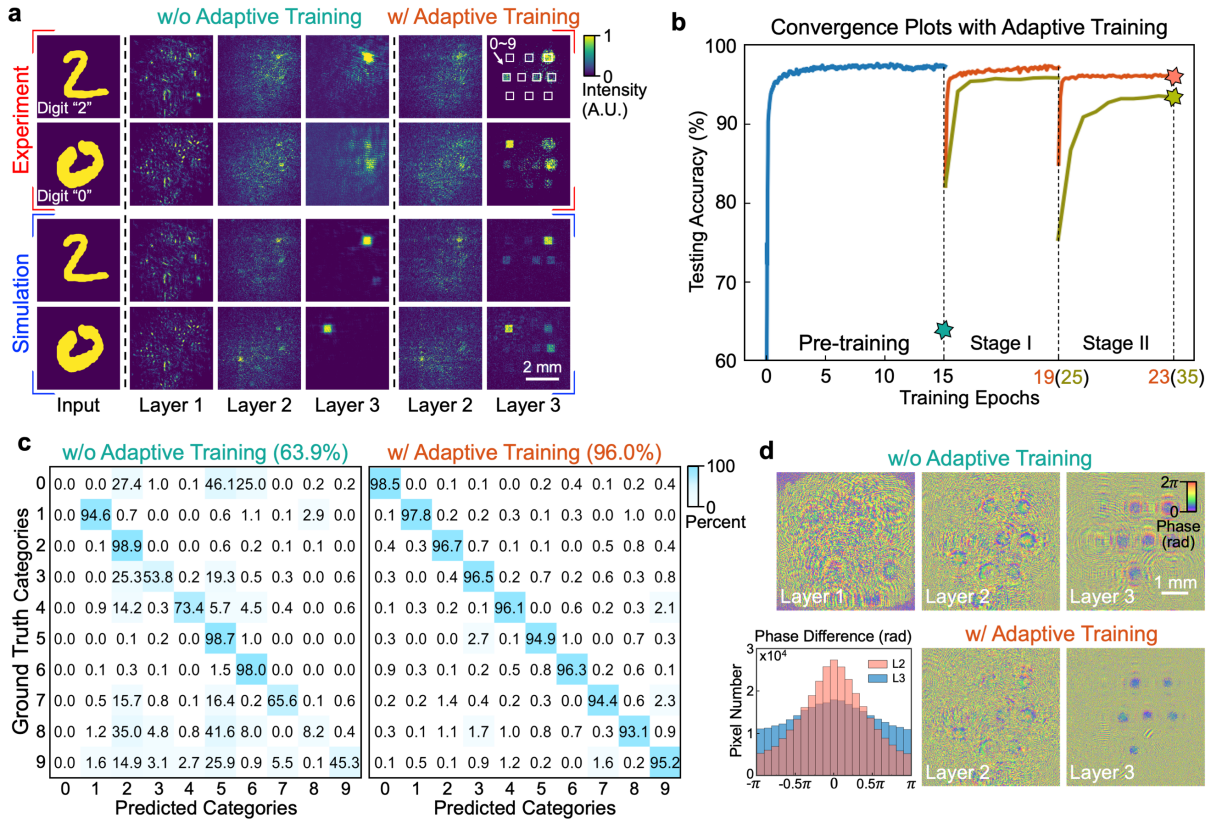 a
w/o Adaptive Training
w/ Adaptive Training
Experiment
Digit “2”
0~9
1
0
Intensity
(A.U.)
Digit “0”
Simulation
2 mm
Input
Layer 1
Layer 2
Layer 3
Layer 2
Layer 3
b
Convergence Plots with Adaptive Training
Testing Accuracy (%)
100
90
80
70
60
Pre-training
Stage I
Stage II
0
5
10
15
19(25)
23(35)
Training Epochs
c
w/o Adaptive Training (63.9%)
w/ Adaptive Training (96.0%)
100
0
Percent
Ground Truth Categories
0 0.0 0.0 27.4 1.0 0.1 46.1 25.0 0.0 0.2 0.2
1 0.0 94.6 0.7 0.0 0.0 0.6 1.1 0.1 2.9 0.0
2 0.0 0.1 98.9 0.0 0.0 0.6 0.2 0.1 0.1 0.0
3 0.0 0.0 25.3 53.8 0.2 19.3 0.5 0.3 0.0 0.6
4 0.0 0.9 14.2 0.3 73.4 5.7 4.5 0.4 0.0 0.6
5 0.0 0.0 0.1 0.2 0.0 98.7 1.0 0.0 0.0 0.0
6 0.0 0.1 0.3 0.1 0.0 1.5 98.0 0.0 0.0 0.0
7 0.0 0.5 15.7 0.8 0.1 16.4 0.2 65.6 0.1 0.6
8 0.0 1.2 35.0 4.8 0.8 41.6 8.0 0.0 8.2 0.4
9 0.0 1.6 14.9 3.1 2.7 25.9 0.9 5.5 0.1 45.3
0 1 2 3 4 5 6 7 8 9
Predicted Categories
98.5 0.0 0.1 0.0 0.1 0.2 0.4 0.1 0.2 0.4
0.0 97.8 0.2 0.2 0.3 0.1 0.3 0.0 1.0 0.0
0.4 0.3 96.7 0.7 0.1 0.1 0.0 0.5 0.8 0.4
0.3 0.0 0.4 96.5 0.2 0.7 0.2 0.6 0.3 0.8
0.1 0.3 0.2 0.1 96.1 0.0 0.6 0.2 0.3 2.1
0.3 0.0 0.0 2.7 0.1 94.9 1.0 0.0 0.7 0.3
0.9 0.3 0.1 0.2 0.5 0.8 96.3 0.2 0.6 0.1
0.2 0.2 1.4 0.4 0.2 0.3 0.0 94.4 0.6 2.3
0.3 0.1 1.1 1.7 1.0 0.8 0.7 0.3 93.1 0.9
0.1 0.5 0.1 0.9 1.2 0.2 0.0 1.6 0.2 95.2
0 1 2 3 4 5 6 7 8 9
Predicted Categories
d
w/o Adaptive Training
Layer 1
Layer 2
Layer 3
2π
0
Phase
(rad)
1 mm
Phase Difference (rad)
3
×10⁴
2
1
0
Pixel Number
L2
L3
-π
-0.5π
0
0.5π
π
w/ Adaptive Training
Layer 2
Layer 3